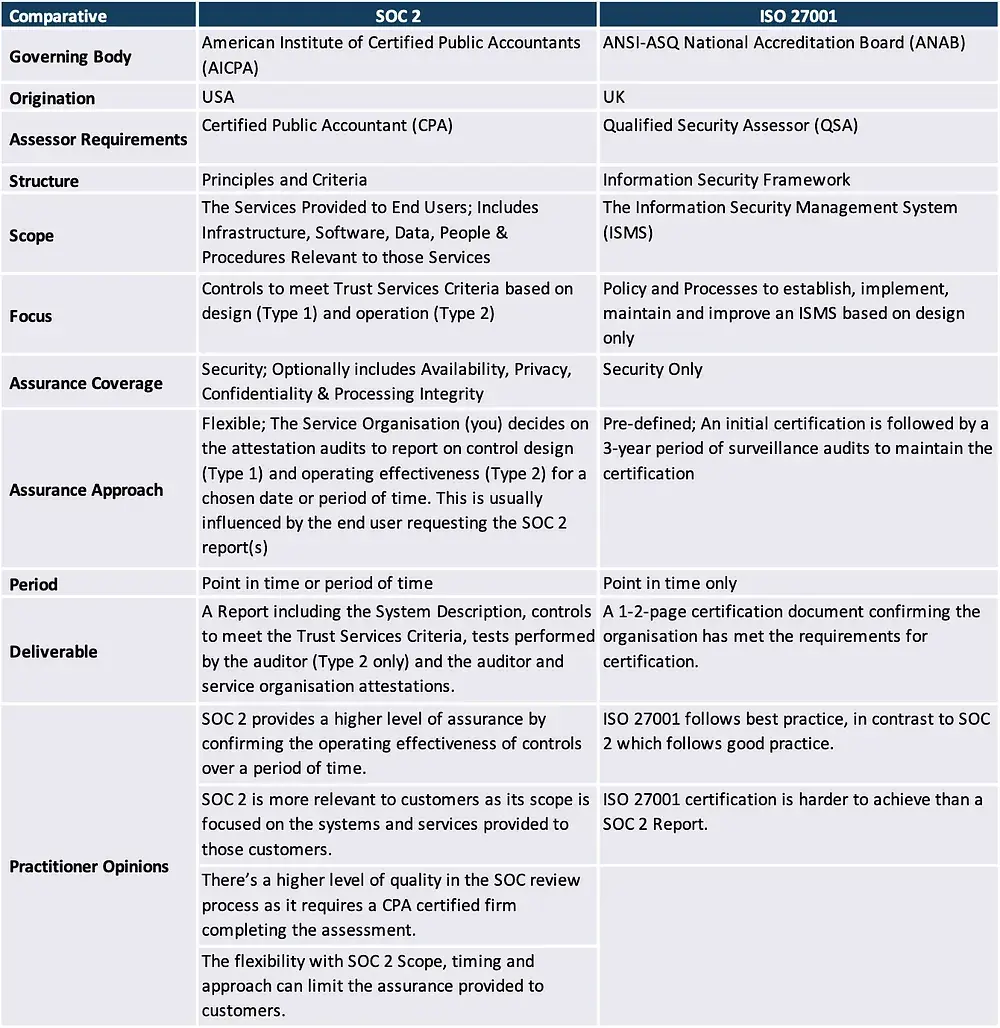 Comparative
SOC 2
ISO 27001
Governing Body
American Institute of Certified Public Accountants
(AICPA)
ANSI-ASQ National Accreditation Board (ANAB)
Origination
USA
UK
Assessor Requirements
Certified Public Accountant (CPA)
Qualified Security Assessor (QSA)
Structure
Principles and Criteria
Information Security Framework
Scope
The Services Provided to End Users; Includes
Infrastructure, Software, Data, People &
Procedures Relevant to those Services
The Information Security Management System
(ISMS)
Focus
Controls to meet Trust Services Criteria based on
design (Type 1) and operation (Type 2)
Policy and Processes to establish, implement,
maintain and improve an ISMS based on design
only
Assurance Coverage
Security; Optionally includes Availability, Privacy,
Confidentiality & Processing Integrity
Security Only
Assurance Approach
Flexible; The Service Organisation (you) decides on
the attestation audits to report on control design
(Type 1) and operating effectiveness (Type 2) for a
chosen date or period of time. This is usually
influenced by the end user requesting the SOC 2
report(s)
Pre-defined; An initial certification is followed by a
3-year period of surveillance audits to maintain the
certification
Period
Point in time or period of time
Point in time only
Deliverable
A Report including the System Description, controls
to meet the Trust Services Criteria, tests performed
by the auditor (Type 2 only) and the auditor and
service organisation attestations.
A 1-2-page certification document confirming the
organisation has met the requirements for
certification.
Practitioner Opinions
SOC 2 provides a higher level of assurance by
confirming the operating effectiveness of controls
over a period of time.
ISO 27001 follows best practice, in contrast to SOC
2 which follows good practice.
SOC 2 is more relevant to customers as its scope is
focused on the systems and services provided to
those customers.
ISO 27001 certification is harder to achieve than a
SOC 2 Report.
There's a higher level of quality in the SOC review
process as it requires a CPA certified firm
completing the assessment.
The flexibility with SOC 2 Scope, timing and
approach can limit the assurance provided to
customers.